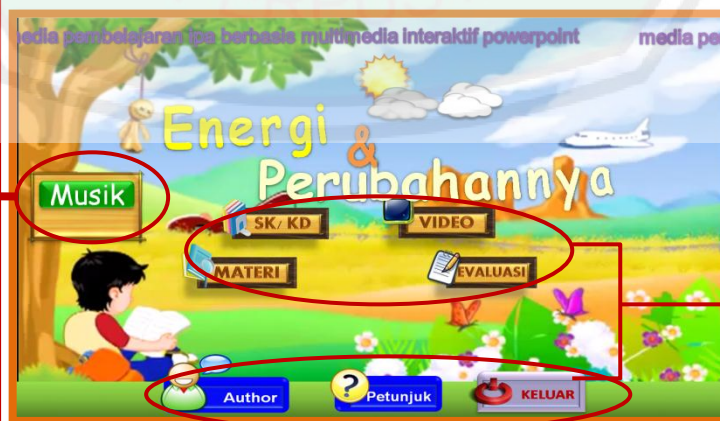 media pembelajaran ipa berbasis multimedia interaktif powerpoint media pe
Energi
&
Perubahannya
Musik
SK/KD VIDEO
MATERI EVALUASI
Author Petunjuk KELUAR